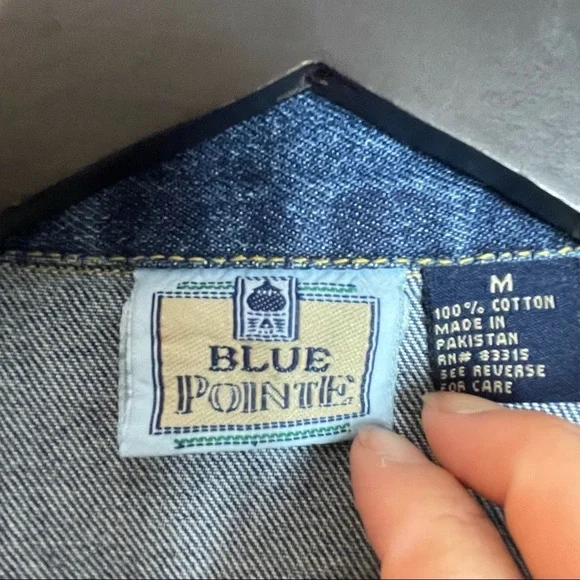 BLUE
POINTE
M
100% COTTON
MADE IN
PAKISTAN
RN# 83315
SEE REVERSE
FOR CARE